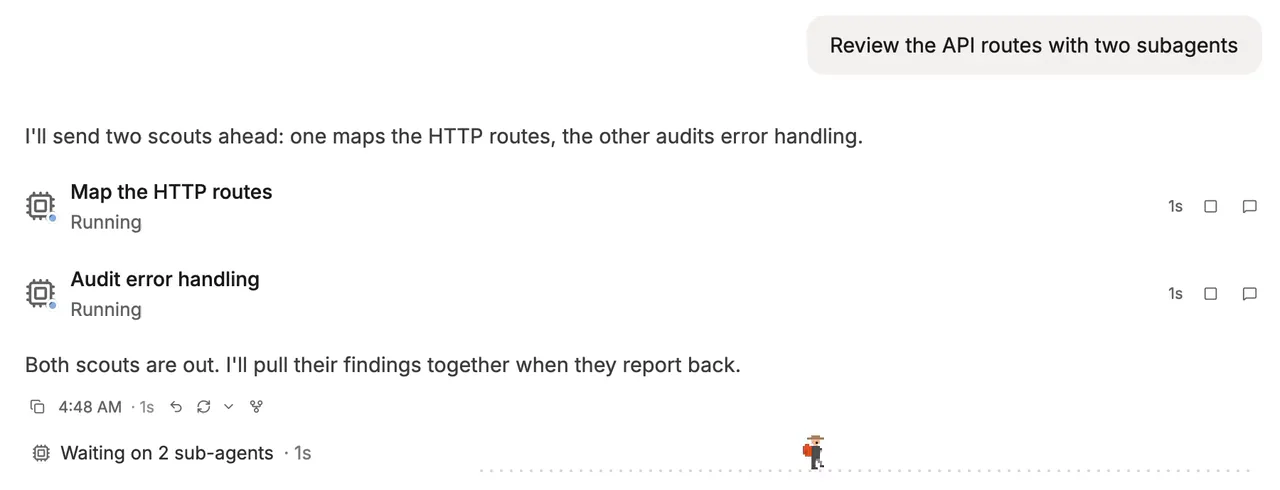 Review the API routes with two subagents
I'll send two scouts ahead: one maps the HTTP routes, the other audits error handling.
Map the HTTP routes
Running
1s
Audit error handling
Running
1s
Both scouts are out. I'll pull their findings together when they report back.
4:48 AM · 1s
Waiting on 2 sub-agents · 1s